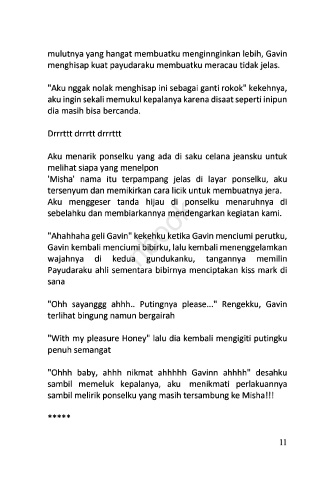 mulutnya yang hangat membuatku menginnginkan lebih, Gavin
menghisap kuat payudaraku membuatku meracau tidak jelas.
"Aku nggak nolak menghisap ini sebagai ganti rokok" kekehnya,
aku ingin sekali memukul kepalanya karena disaat seperti inipun
dia masih bisa bercanda.
Drrrttt drrrtt drrrttt
Aku menarik ponselku yang ada di saku celana jeansku untuk
melihat siapa yang menelpon
'Misha' nama itu terpampang jelas di layar ponselku, aku
tersenyum dan memikirkan cara licik untuk membuatnya jera.
Aku menggeser tanda hijau di ponselku menaruhnya di
sebelahku dan membiarkannya mendengarkan kegiatan kami.
"Ahahhaha geli Gavin" kekehku ketika Gavin menciumi perutku,
Gavin kembali menciumi bibirku, lalu kembali menenggelamkan
wajahnya di kedua gundukanku, tangannya memilin
Payudaraku ahli sementara bibirnya menciptakan kiss mark di
sana
"Ohh sayanggg ahhh.. Putingnya please..." Rengekku, Gavin
terlihat bingung namun bergairah
"With my pleasure Honey" lalu dia kembali mengigiti putingku
penuh semangat
"Ohhh baby, ahhh nikmat ahhhhh Gavinn ahhhh" desahku
sambil memeluk kepalanya, aku menikmati perlakuannya
sambil melirik ponselku yang masih tersambung ke Misha!!!
*****
11